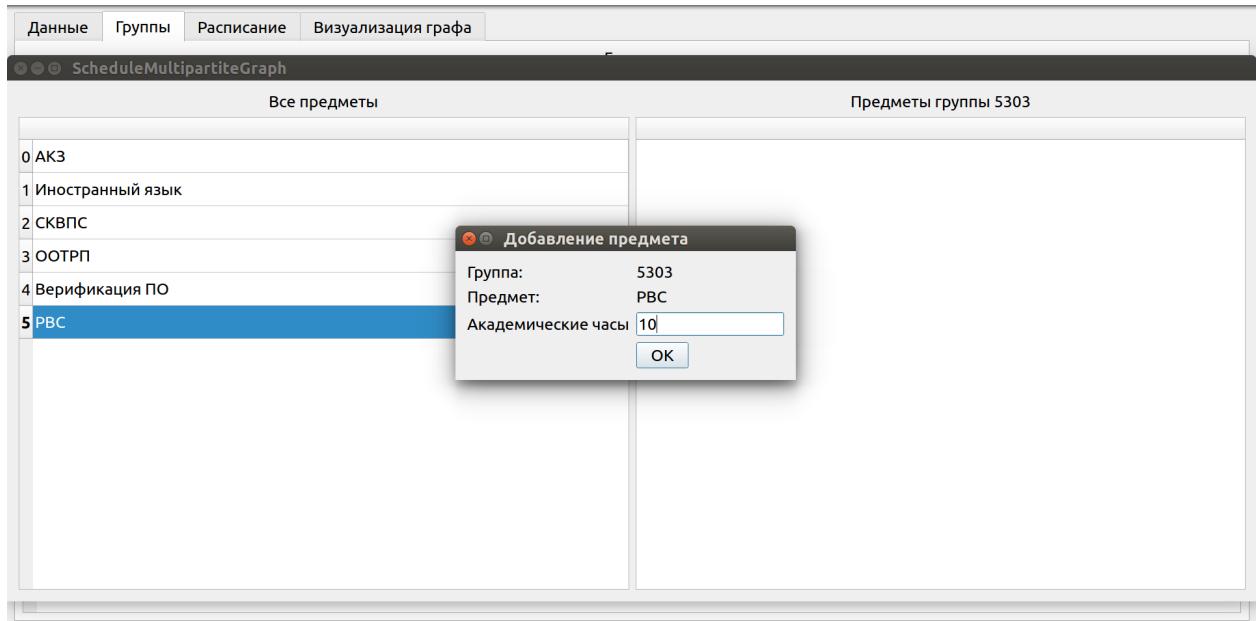 Данные Группы Расписание Визуализация графа
ScheduleMultipartiteGraph
Все предметы Предметы группы 5303
0 АКЗ
1 Иностранный язык
2 СКВПС
3 ООТРП
4 Верификация ПО
5 РВС
Добавление предмета
Группа: 5303
Предмет: РВС
Академические часы 10
OK